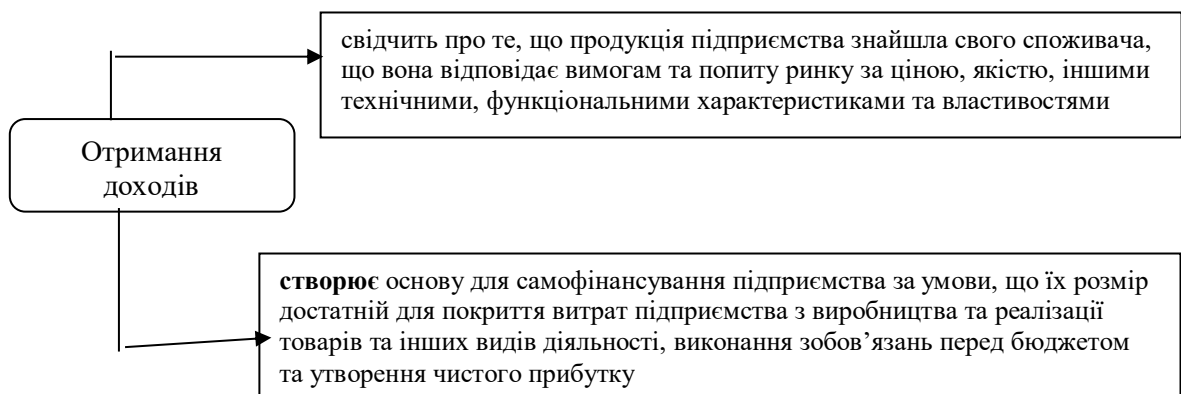 свідчить про те, що продукція підприємства знайшла свого споживача,
що вона відповідає вимогам та попиту ринку за ціною, якістю, іншими
технічними, функціональними характеристиками та властивостями
Отримання
доходів
створює основу для самофінансування підприємства за умови, що їх розмір
достатній для покриття витрат підприємства з виробництва та реалізації
товарів та інших видів діяльності, виконання зобов’язань перед бюджетом
та утворення чистого прибутку